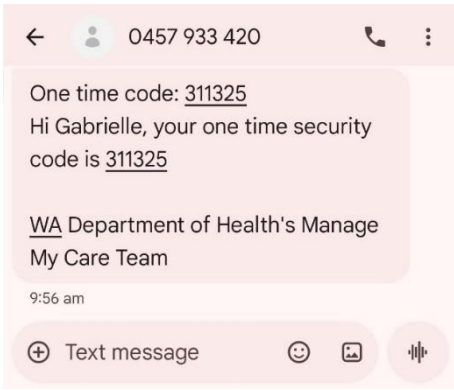 0457 933 420
One time code: 311325
Hi Gabrielle, your one time security
code is 311325
WA Department of Health's Manage
My Care Team
9:56 am
Text message